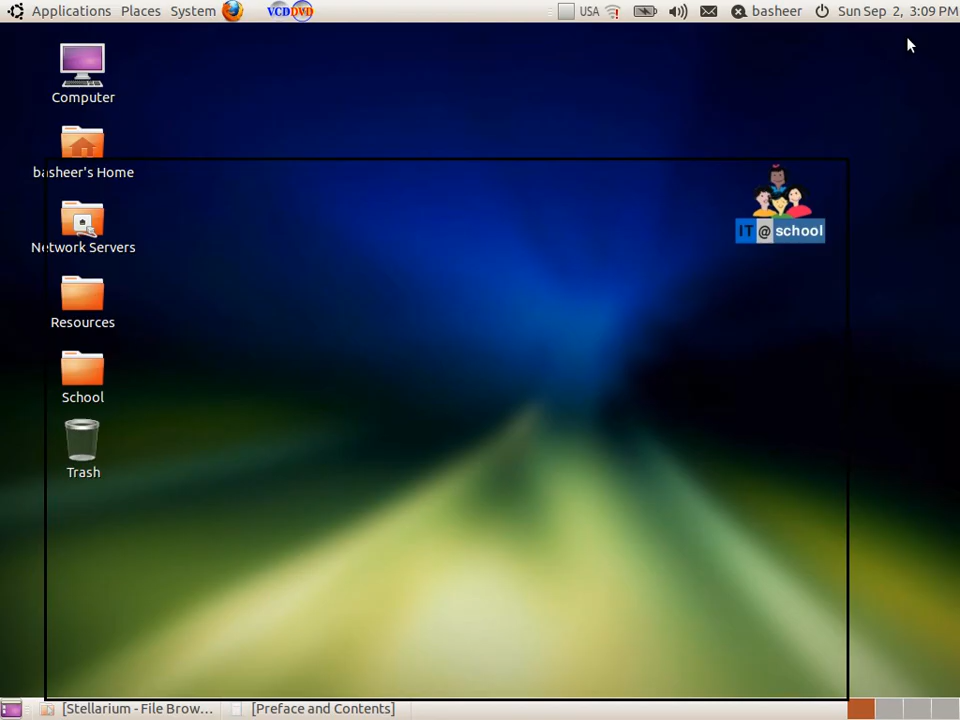 Applications Places System VCD DVD USA basheer Sun Sep 2, 3:09 PM
Computer
basheer's Home
Network Servers
Resources
School
Trash
IT @ school
[Stellarium - File Brow... [Preface and Contents]